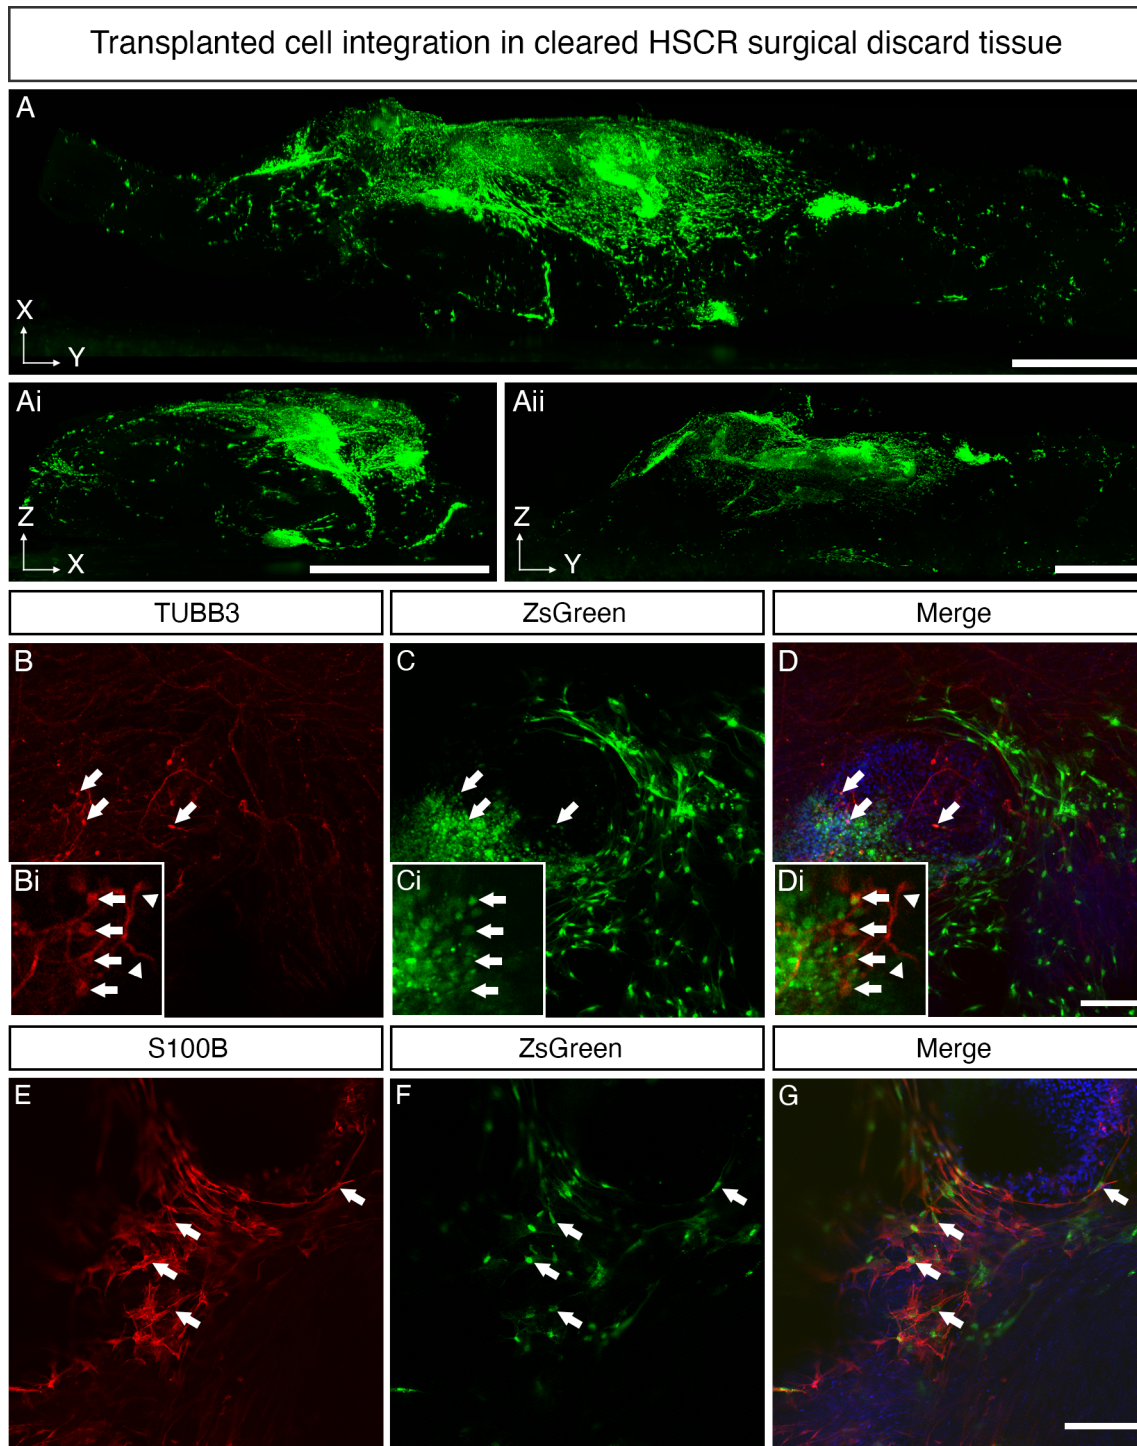 Transplanted cell integration in cleared HSCR surgical discard tissue
A
X
Y
Ai
Z
X
Aii
Z
Y
TUBB3
ZsGreen
Merge
B
C
D
Bi
Ci
Di
S100B
ZsGreen
Merge
E
F
G